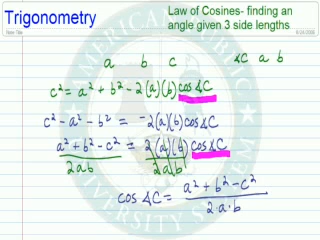 Trigonometry
Law of Cosines- finding an
angle given 3 side lengths
a b c ∡C a b
c² = a² + b² - 2(a)(b)cos∡C
c² - a² - b² = -2(a)(b)cos∡C
a² + b² - c² = 2(a)(b)cos∡C
2ab 2ab
cos ∡C = a² + b² - c²
2·a·b